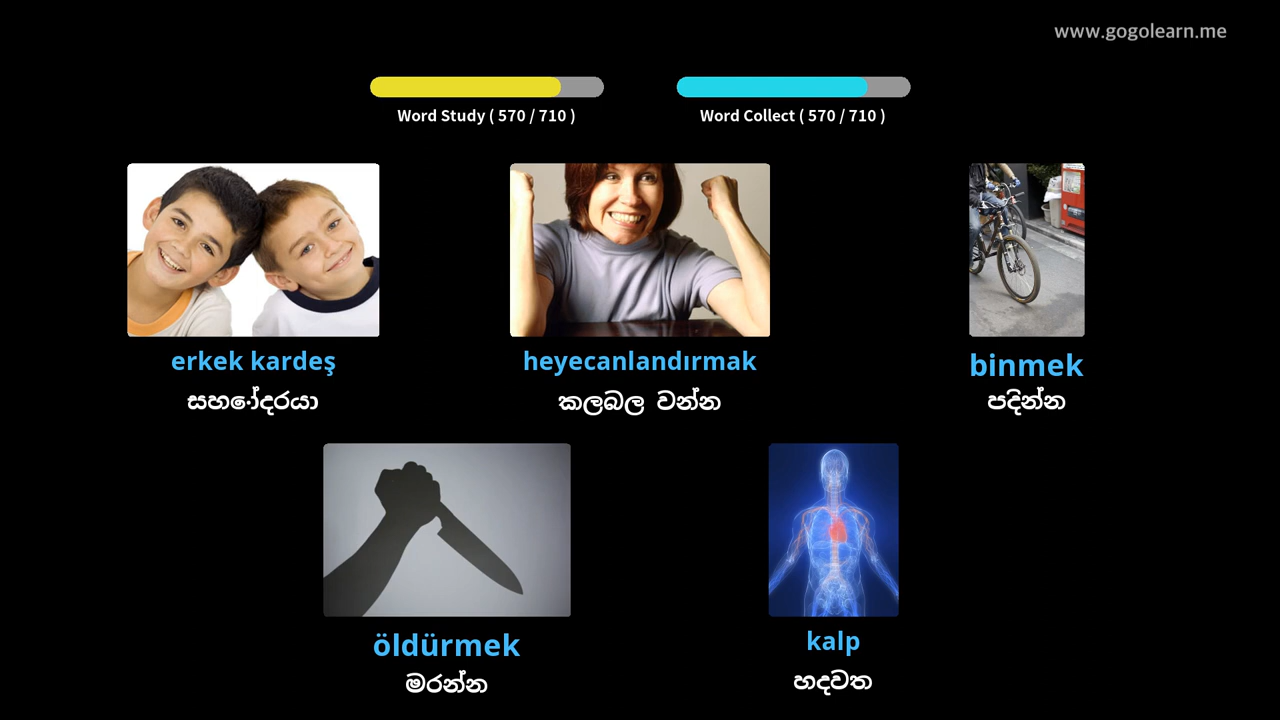 www.gogolearn.me
Word Study ( 570 / 710 )
Word Collect ( 570 / 710 )
erkek kardeş
heyecanlandırmak
binmek
සහෝදරයා
කලබල වන්න
පදින්න
öldürmek
kalp
මරන්න
හදවත